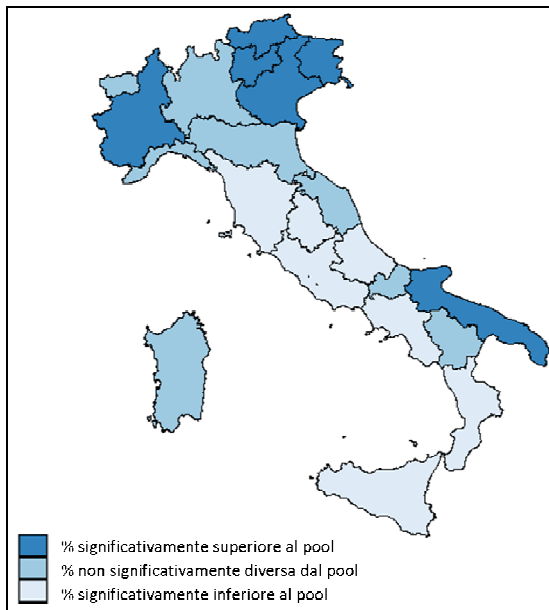 % significativamente superiore al pool
% non significativamente diversa dal pool
% significativamente inferiore al pool